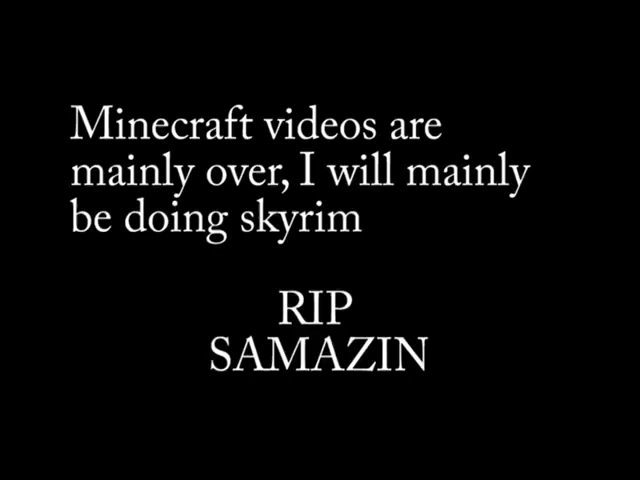 Minecraft videos are
mainly over, I will mainly
be doing skyrim
RIP
SAMAZIN